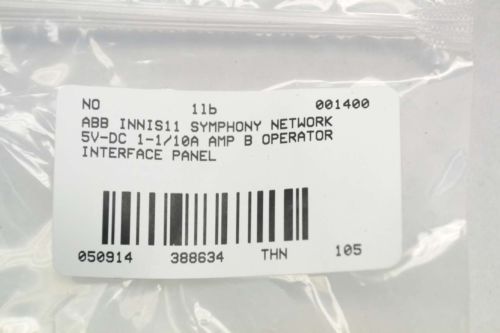 NO 1lb 001400
ABB INNIS11 SYMPHONY NETWORK
5V-DC 1-1/10A AMP B OPERATOR
INTERFACE PANEL
050914 388634 THN 105